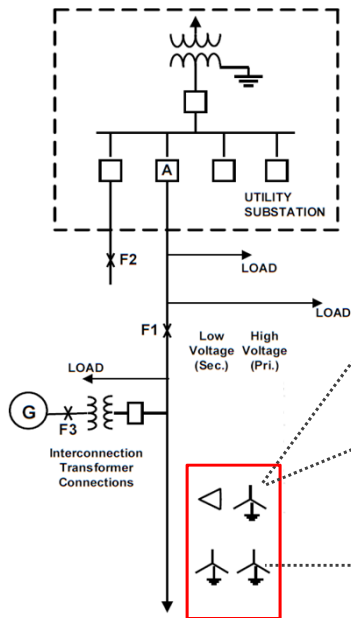 A
UTILITY
SUBSTATION
F2
LOAD
LOAD
F1
Low
Voltage
(Sec.)
High
Voltage
(Pri.)
LOAD
G
F3
Interconnection
Transformer
Connections